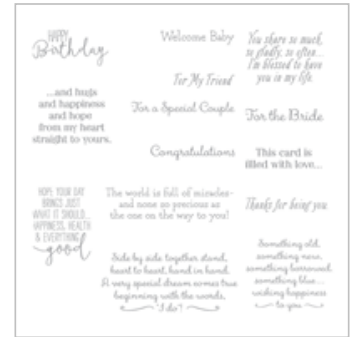 HAPPY
Birthday
Welcome Baby
You share so much,
so gladly, so often...
I'm blessed to have
you in my life.
For My Friend
...and hugs
and happiness
and hope
from my heart
straight to yours.
For a Special Couple
For the Bride
Congratulations
This card is
filled with love...
HOPE YOUR DAY
BRINGS JUST
WHAT IT SHOULD...
HAPPINESS, HEALTH
& EVERYTHING
good
The world is full of miracles-
and none so precious as
the one on the way to you!
Thanks for being you.
Side by side together stand,
heart to heart, hand in hand.
A very special dream comes true
beginning with the words,
"I do!"
Something old,
something new,
something borrowed,
something blue...
wishing happiness
to you